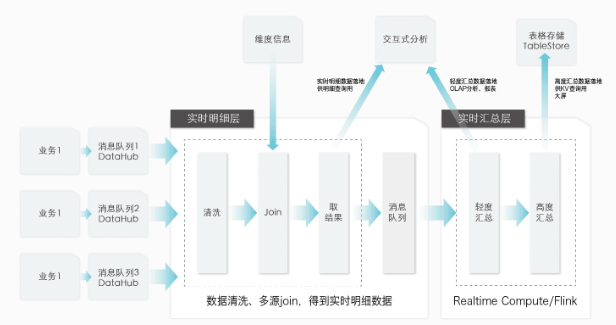 维度信息
交互式分析
表格存储
TableStore
实时明细数据落地
供明细查询用
轻度汇总数据落地
OLAP分析、报表
高度汇总数据落地
供KV查询用
大屏
实时明细层
实时汇总层
业务1
消息队列1
DataHub
业务1
消息队列2
DataHub
业务1
消息队列3
DataHub
清洗
Join
取
结果
消息
队列
轻度
汇总
高度
汇总
数据清洗、多源join，得到实时明细数据
Realtime Compute/Flink